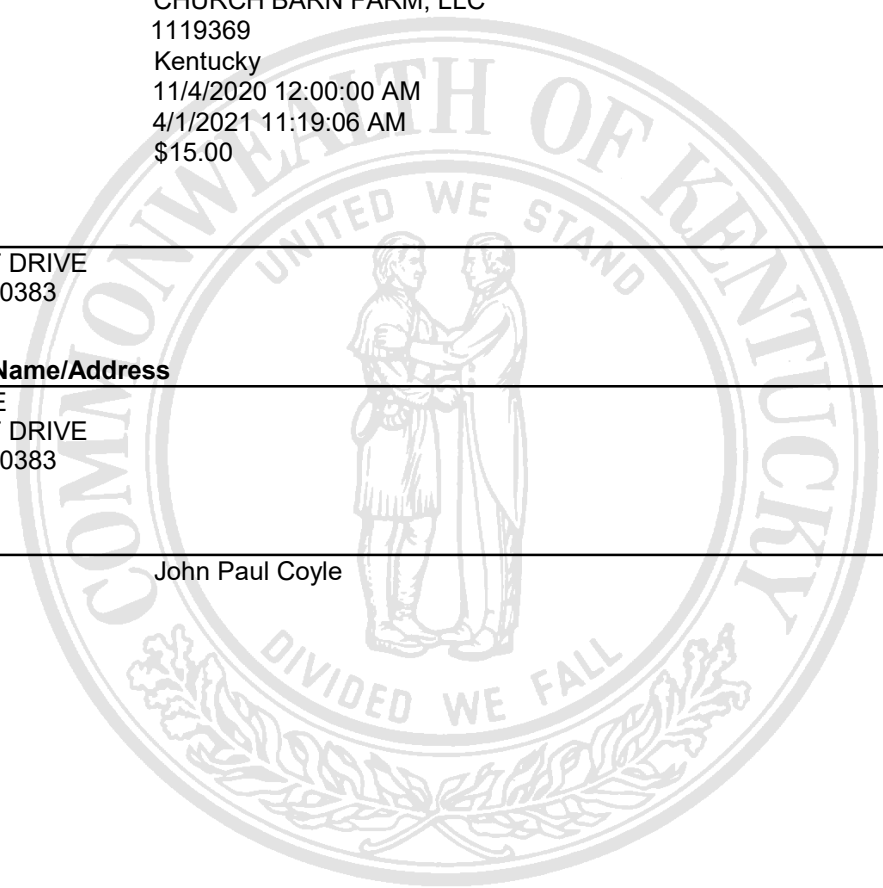 CHURCH BARN FARM, LLC
1119369
Kentucky
11/4/2020 12:00:00 AM
4/1/2021 11:19:06 AM
$15.00
DRIVE
0383
Name/Address
E
DRIVE
0383
John Paul Coyle
COMMONWEALTH OF KENTUCKY
UNITED WE STAND
DIVIDED WE FALL